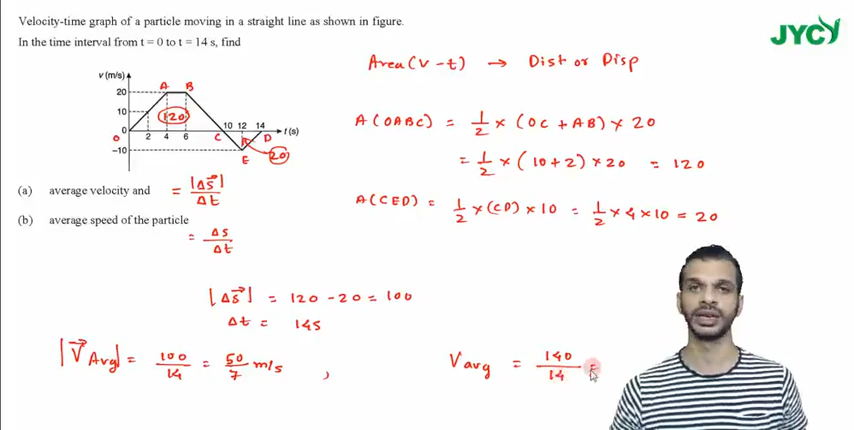 Velocity-time graph of a particle moving in a straight line as shown in figure.
In the time interval from t = 0 to t = 14 s, find
JYCY
Area (v - t) → Dist or Disp
v (m/s)
A B
20
10
0
-10
O
120
2 4 6
10 12 14
t (s)
C D
E
20
A (OABC) = 1/2 × (OC + AB) × 20
= 1/2 × (10 + 2) × 20 = 120
(a) average velocity and = |Δs⃗| / Δt
A (CED) = 1/2 × (CD) × 10 = 1/2 × 4 × 10 = 20
(b) average speed of the particle
= Δs / Δt
|Δs⃗| = 120 - 20 = 100
Δt = 14s
|V⃗ Avg| = 100/14 = 50/7 m/s ,
Vavg = 140/14 =